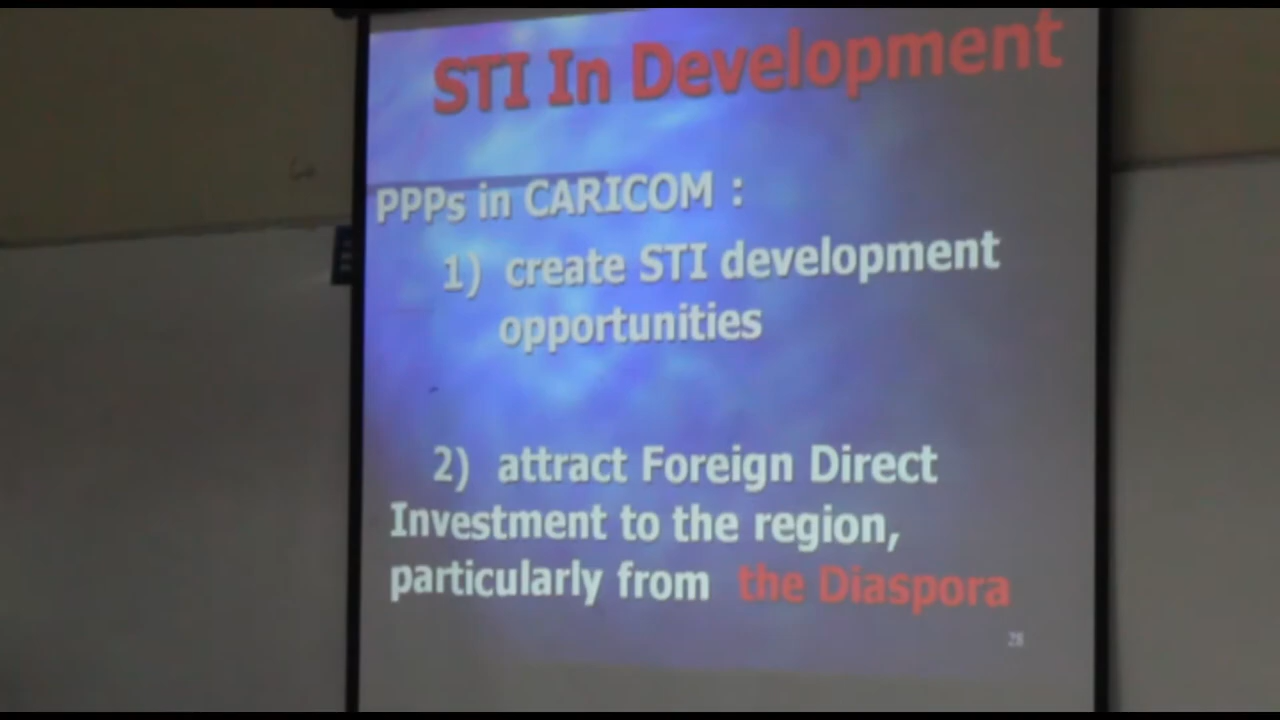 STI In Development
PPPs in CARICOM :
1) create STI development
opportunities
2) attract Foreign Direct
Investment to the region,
particularly from the Diaspora
28